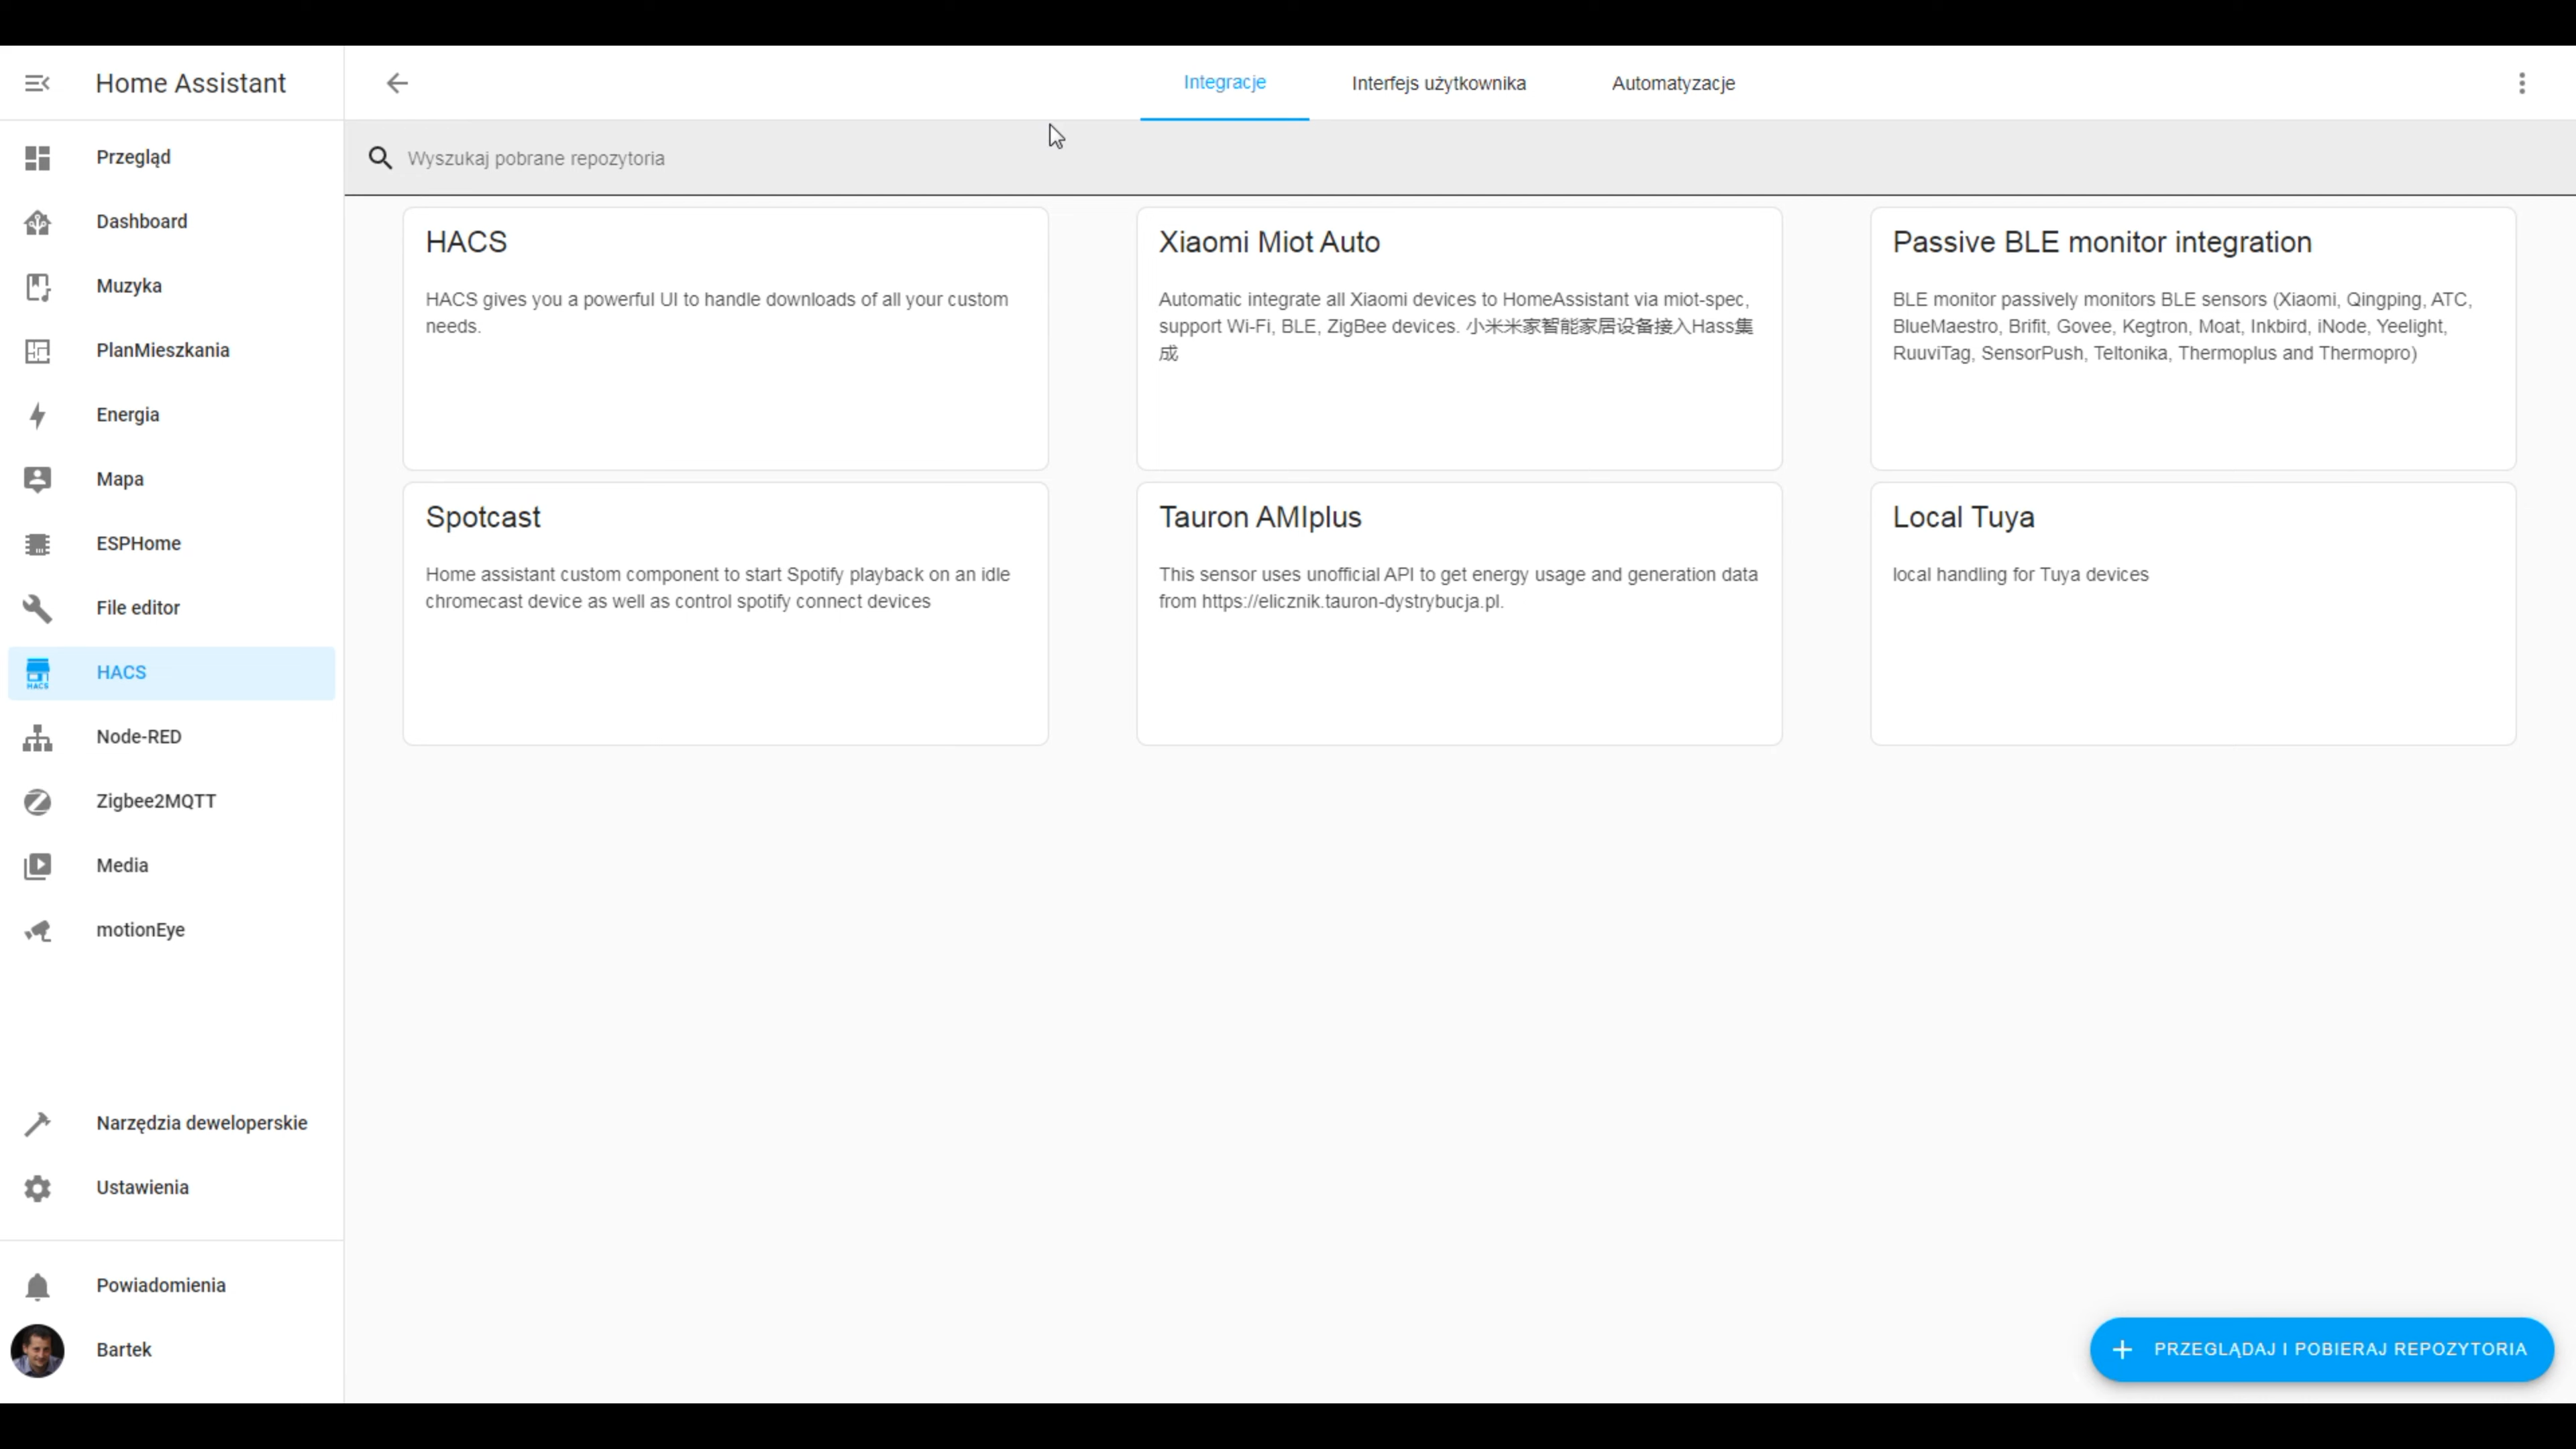 Home Assistant
Integracje
Interfejs użytkownika
Automatyzacje
Przegląd
Dashboard
Muzyka
PlanMieszkania
Energia
Mapa
ESPHome
File editor
HACS
HACS
Node-RED
Zigbee2MQTT
Media
motionEye
Narzędzia deweloperskie
Ustawienia
Powiadomienia
Bartek
Wyszukaj pobrane repozytoria
HACS
HACS gives you a powerful UI to handle downloads of all your custom
needs.
Xiaomi Miot Auto
Automatic integrate all Xiaomi devices to HomeAssistant via miot-spec,
support Wi-Fi, BLE, ZigBee devices. 小米米家智能家居设备接入Hass集
成
Passive BLE monitor integration
BLE monitor passively monitors BLE sensors (Xiaomi, Qingping, ATC,
BlueMaestro, Brifit, Govee, Kegtron, Moat, Inkbird, iNode, Yeelight,
RuuviTag, SensorPush, Teltonika, Thermoplus and Thermopro)
Spotcast
Home assistant custom component to start Spotify playback on an idle
chromecast device as well as control spotify connect devices
Tauron AMIplus
This sensor uses unofficial API to get energy usage and generation data
from https://elicznik.tauron-dystrybucja.pl.
Local Tuya
local handling for Tuya devices
PRZEGLĄDAJ I POBIERAJ REPOZYTORIA